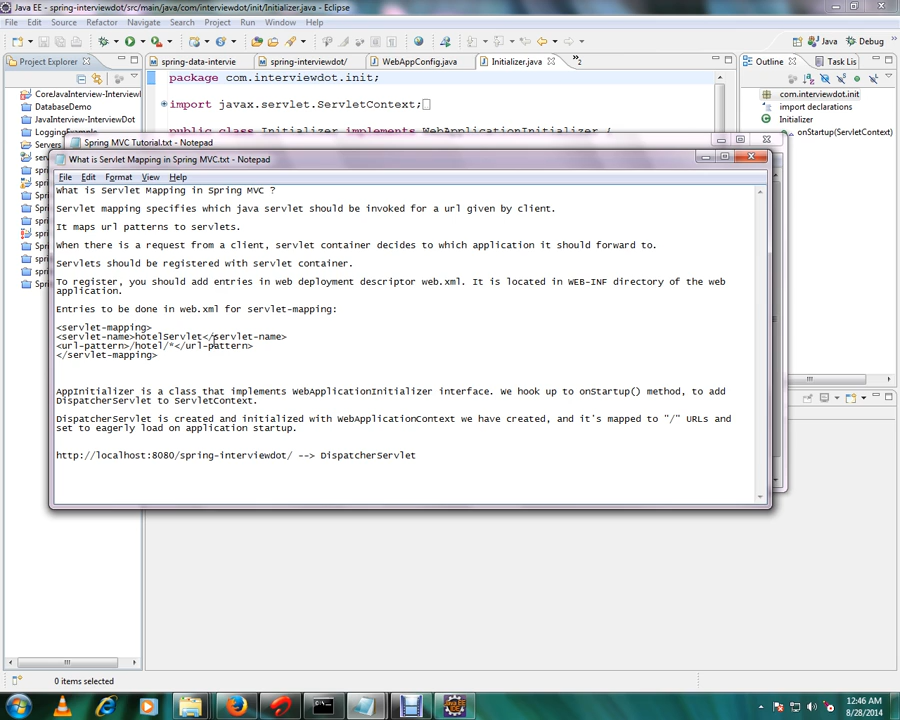 Java EE - spring-interviewdot/src/main/java/com/interviewdot/init/Initializer.java - Eclipse
File Edit Source Refactor Navigate Search Project Run Window Help
Java Debug
Project Explorer
spring-data-intervie spring-interviewdot/ WebAppConfig.java Initializer.java »2
Outline Task Lis
package com.interviewdot.init;
import javax.servlet.ServletContext;
public class Initializer implements WebApplicationInitializer {
CoreJavaInterview-Interviewl
DatabaseDemo
JavaInterview-InterviewDot
LoggingExample
Servers
com.interviewdot.init
import declarations
Initializer
onStartup(ServletContext)
Spring MVC Tutorial.txt - Notepad
What is Servlet Mapping in Spring MVC.txt - Notepad
File Edit Format View Help
What is Servlet Mapping in Spring MVC ?
Servlet mapping specifies which java servlet should be invoked for a url given by client.
It maps url patterns to servlets.
When there is a request from a client, servlet container decides to which application it should forward to.
Servlets should be registered with servlet container.
To register, you should add entries in web deployment descriptor web.xml. It is located in WEB-INF directory of the web
application.
Entries to be done in web.xml for servlet-mapping:
<servlet-mapping>
<servlet-name>hotelServlet</servlet-name>
<url-pattern>/hotel/*</url-pattern>
</servlet-mapping>
AppInitializer is a class that implements WebApplicationInitializer interface. We hook up to onStartup() method, to add
DispatcherServlet to ServletContext.
DispatcherServlet is created and initialized with WebApplicationContext we have created, and it's mapped to "/" URLs and
set to eagerly load on application startup.
http://localhost:8080/spring-interviewdot/ --> DispatcherServlet
0 items selected
12:46 AM
8/28/2014